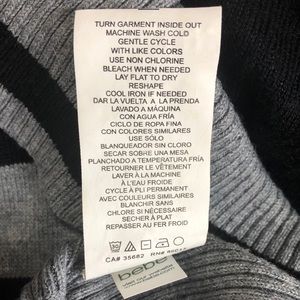 TURN GARMENT INSIDE OUT
MACHINE WASH COLD
GENTLE CYCLE
WITH LIKE COLORS
USE NON CHLORINE
BLEACH WHEN NEEDED
LAY FLAT TO DRY
RESHAPE
COOL IRON IF NEEDED
DAR LA VUELTA A LA PRENDA
LAVADO A MÁQUINA
CON AGUA FRÍA
CICLO DE ROPA FINA
CON COLORES SIMILARES
USE SÓLO
BLANQUEADOR SIN CLORO
SECAR SOBRE UNA MESA
PLANCHADO A TEMPERATURA FRÍA
RETOURNER LE VÊTEMENT
LAVER À LA MACHINE
À L'EAU FROIDE
CYCLE À PLI PERMANENT
AVEC COULEURS SIMILAIRES
BLANCHIR SANS
CHLORE SI NÉCESSAIRE
SÉCHER À PLAT
REPASSER AU FER FROID
CA# 35682 RN#
bebe